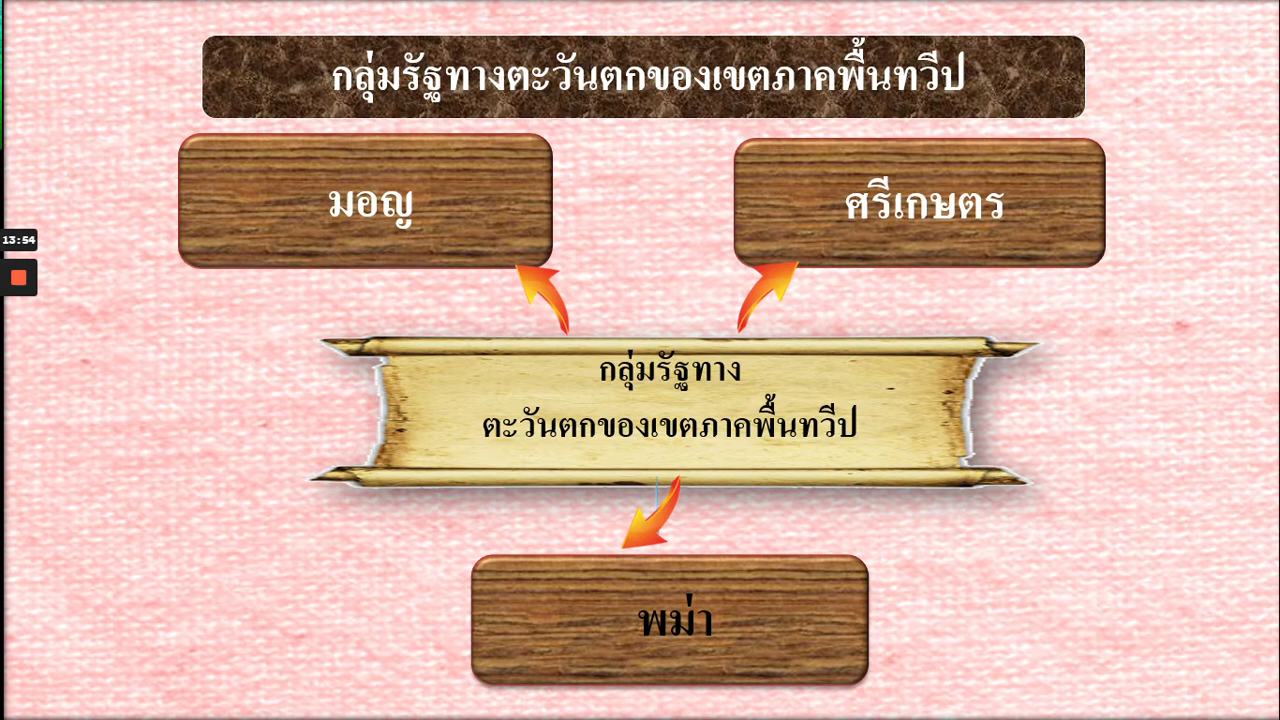 กลุ่มรัฐทางตะวันตกของเขตภาคพื้นทวีป
มอญ
ศรีเกษตร
13:54
กลุ่มรัฐทาง
ตะวันตกของเขตภาคพื้นทวีป
พม่า